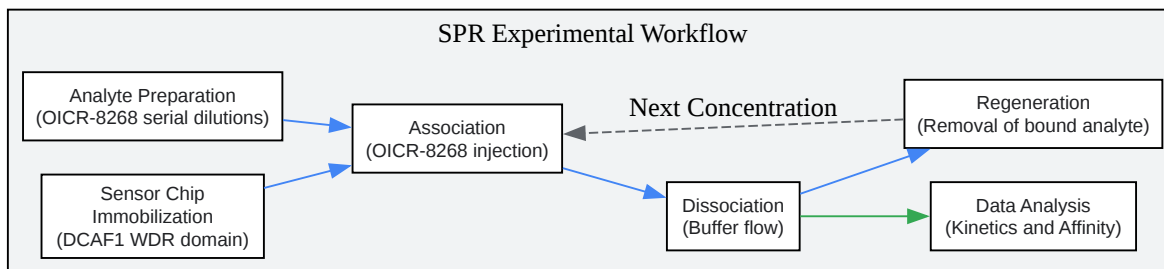 SPR Experimental Workflow
Analyte Preparation
(OICR-8268 serial dilutions)
Sensor Chip
Immobilization
(DCAF1 WDR domain)
Association
(OICR-8268 injection)
Next Concentration
Dissociation
(Buffer flow)
Regeneration
(Removal of bound analyte)
Data Analysis
(Kinetics and Affinity)